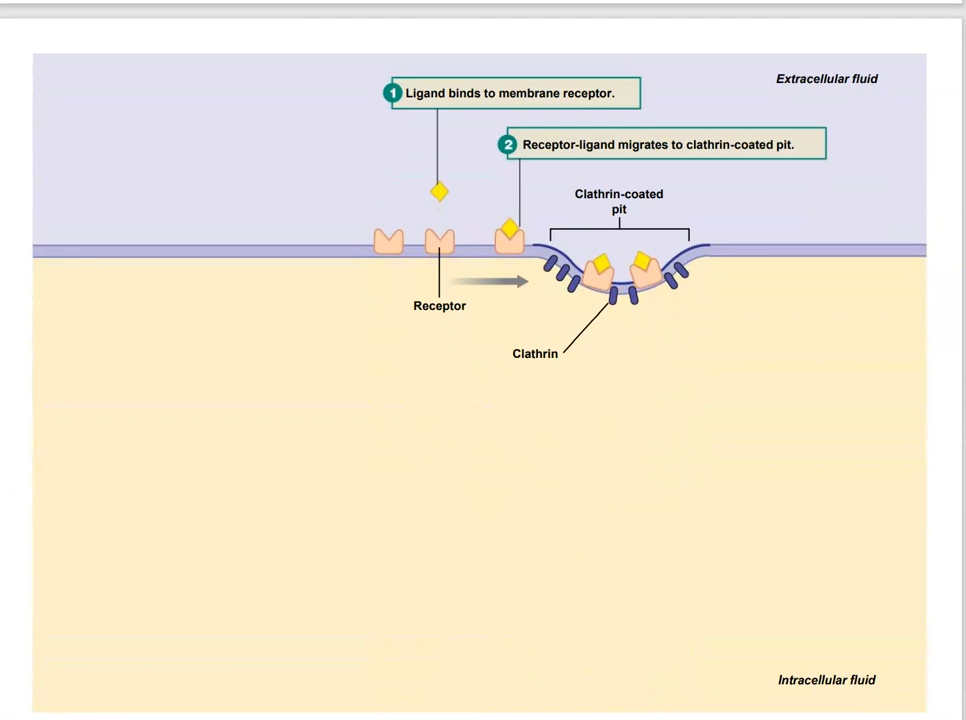 Extracellular fluid
1 Ligand binds to membrane receptor.
2 Receptor-ligand migrates to clathrin-coated pit.
Clathrin-coated
pit
Receptor
Clathrin
Intracellular fluid